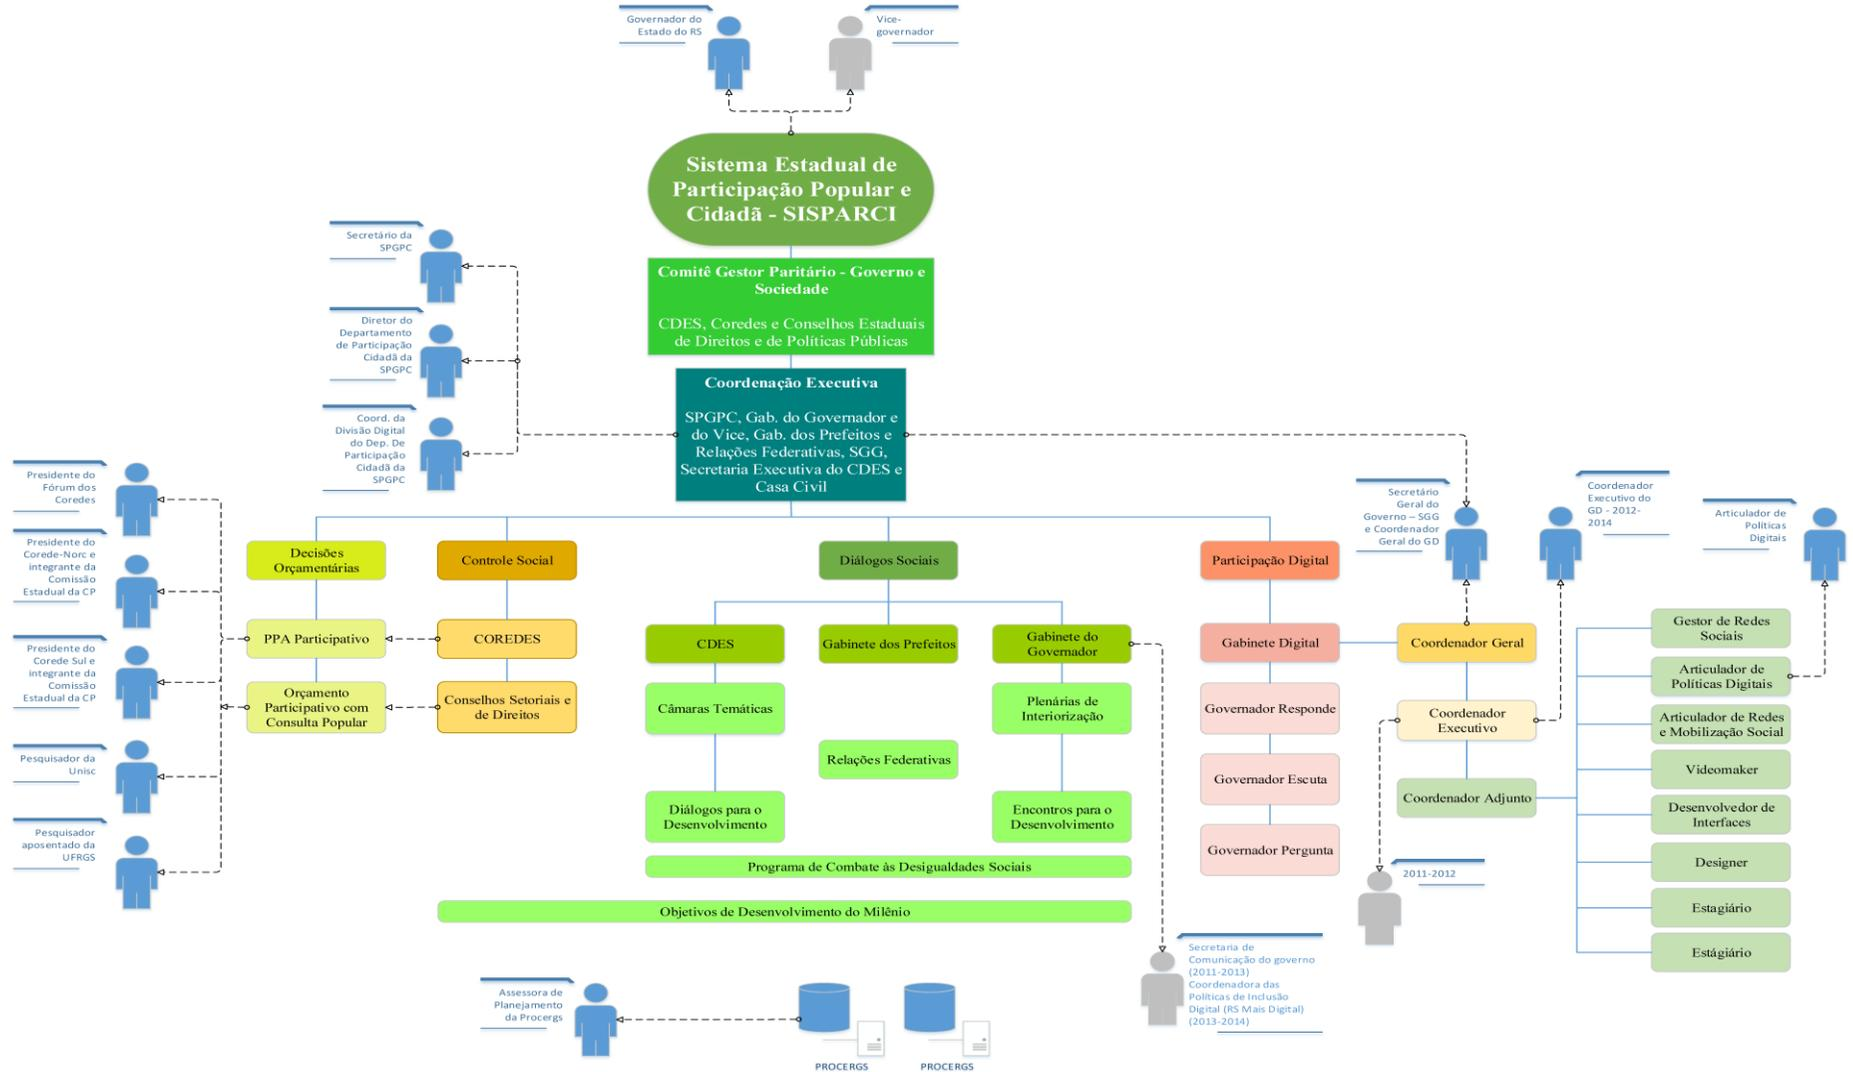 Governador do
Estado do RS
Vice-
governador
Sistema Estadual de
Participação Popular e
Cidadã - SISPARCI
Comitê Gestor Paritário - Governo e
Sociedade
CDES, Coredes e Conselhos Estaduais
de Direitos e de Políticas Públicas
Coordenação Executiva
SPGPC, Gab. do Governador e
do Vice, Gab. dos Prefeitos e
Relações Federativas, SGG,
Secretaria Executiva do CDES e
Casa Civil
Secretário da
SPGPC
Diretor do
Departamento
de Participação
Cidadã da
SPGPC
Coord. da
Divisão Digital
do Dep. De
Participação
Cidadã da
SPGPC
Presidente do
Fórum dos
Coredes
Presidente do
Corede-Norc e
integrante da
Comissão
Estadual da CP
Presidente do
Corede Sul e
integrante da
Comissão
Estadual da CP
Pesquisador da
Unisc
Pesquisador
aposentado da
UFRGS
Decisões
Orçamentárias
PPA Participativo
Orçamento
Participativo com
Consulta Popular
Controle Social
COREDES
Conselhos Setoriais e
de Direitos
Diálogos Sociais
CDES
Câmaras Temáticas
Diálogos para o
Desenvolvimento
Gabinete dos Prefeitos
Relações Federativas
Gabinete do
Governador
Plenárias de
Interiorização
Encontros para o
Desenvolvimento
Programa de Combate às Desigualdades Sociais
Objetivos de Desenvolvimento do Milênio
Participação Digital
Gabinete Digital
Governador Responde
Governador Escuta
Governador Pergunta
Secretário
Geral do
Governo – SGG
e Coordenador
Geral do GD
Coordenador
Executivo do
GD - 2012-
2014
Articulador de
Políticas
Digitais
Coordenador Geral
Coordenador
Executivo
Coordenador Adjunto
2011-2012
Gestor de Redes
Sociais
Articulador de
Políticas Digitais
Articulador de Redes
e Mobilização Social
Videomaker
Desenvolvedor de
Interfaces
Designer
Estagiário
Estágiário
Secretaria de
Comunicação do governo
(2011-2013)
Coordenadora das
Políticas de Inclusão
Digital (RS Mais Digital)
(2013-2014)
Assessora de
Planejamento
da Procergs
PROCERGS
PROCERGS